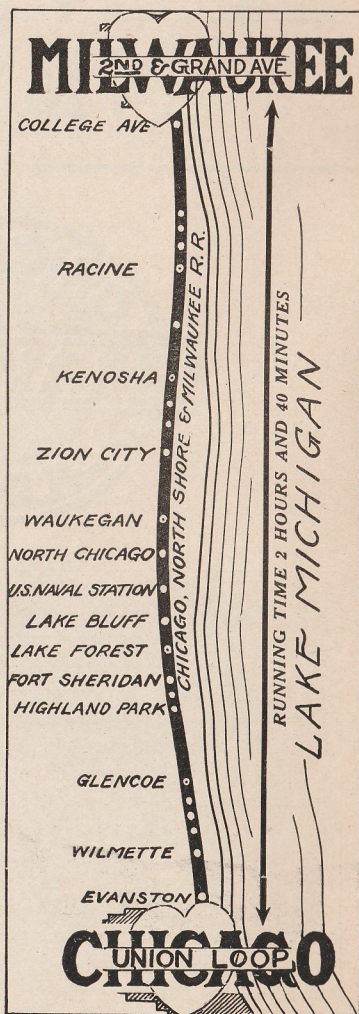 MILWAUKEE
2ND & GRAND AVE
COLLEGE AVE
RACINE
KENOSHA
ZION CITY
WAUKEGAN
NORTH CHICAGO
U.S. NAVAL STATION
LAKE BLUFF
LAKE FOREST
FORT SHERIDAN
HIGHLAND PARK
GLENCOE
WILMETTE
EVANSTON
CHICAGO, NORTH SHORE & MILWAUKEE R.R.
RUNNING TIME 2 HOURS AND 40 MINUTES
LAKE MICHIGAN
CHICAGO
UNION LOOP